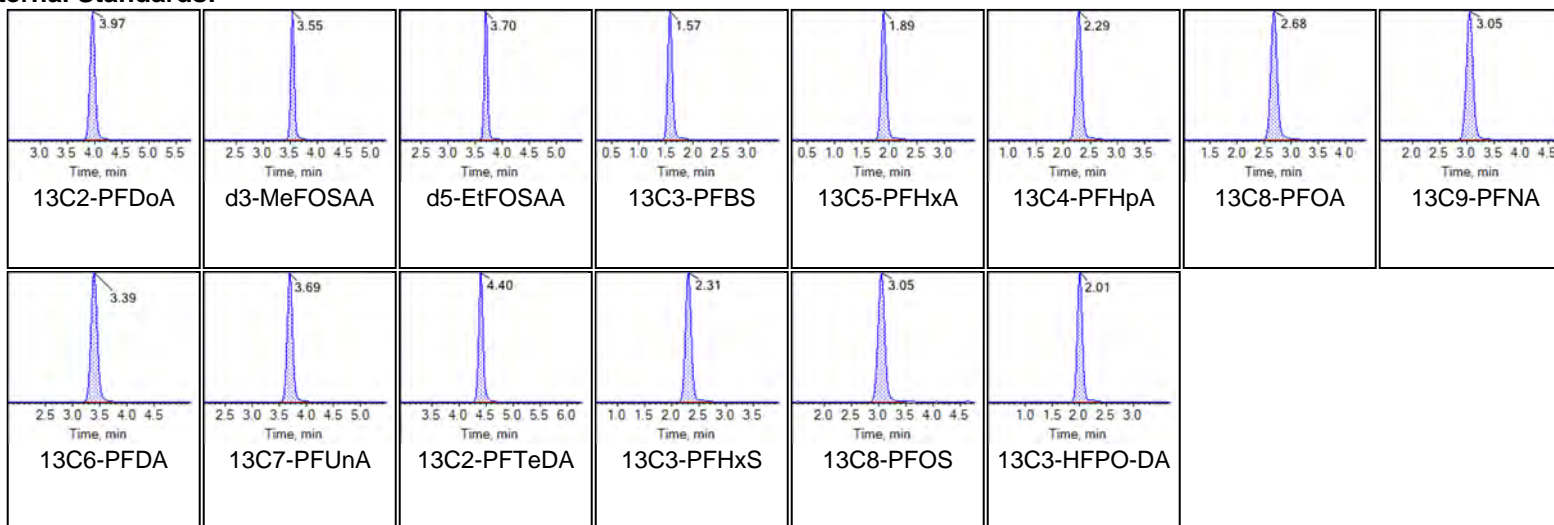 ternal Standards:
3.97 3.55 3.70 1.57 1.89 2.29 2.68 3.05
3.0 3.5 4.0 4.5 5.0 5.5 2.5 3.0 3.5 4.0 4.5 5.0 2.5 3.0 3.5 4.0 4.5 5.0 0.5 1.0 1.5 2.0 2.5 3.0 0.5 1.0 1.5 2.0 2.5 3.0 1.0 1.5 2.0 2.5 3.0 3.5 1.5 2.0 2.5 3.0 3.5 4.0 2.0 2.5 3.0 3.5 4.0 4.5
Time, min Time, min Time, min Time, min Time, min Time, min Time, min Time, min
13C2-PFDoA d3-MeFOSAA d5-EtFOSAA 13C3-PFBS 13C5-PFHxA 13C4-PFHpA 13C8-PFOA 13C9-PFNA
3.39 3.69 4.40 2.31 3.05 2.01
2.5 3.0 3.5 4.0 4.5 2.5 3.0 3.5 4.0 4.5 5.0 3.5 4.0 4.5 5.0 5.5 6.0 1.0 1.5 2.0 2.5 3.0 3.5 2.0 2.5 3.0 3.5 4.0 4.5 1.0 1.5 2.0 2.5 3.0
Time, min Time, min Time, min Time, min Time, min Time, min
13C6-PFDA 13C7-PFUnA 13C2-PFTeDA 13C3-PFHxS 13C8-PFOS 13C3-HFPO-DA